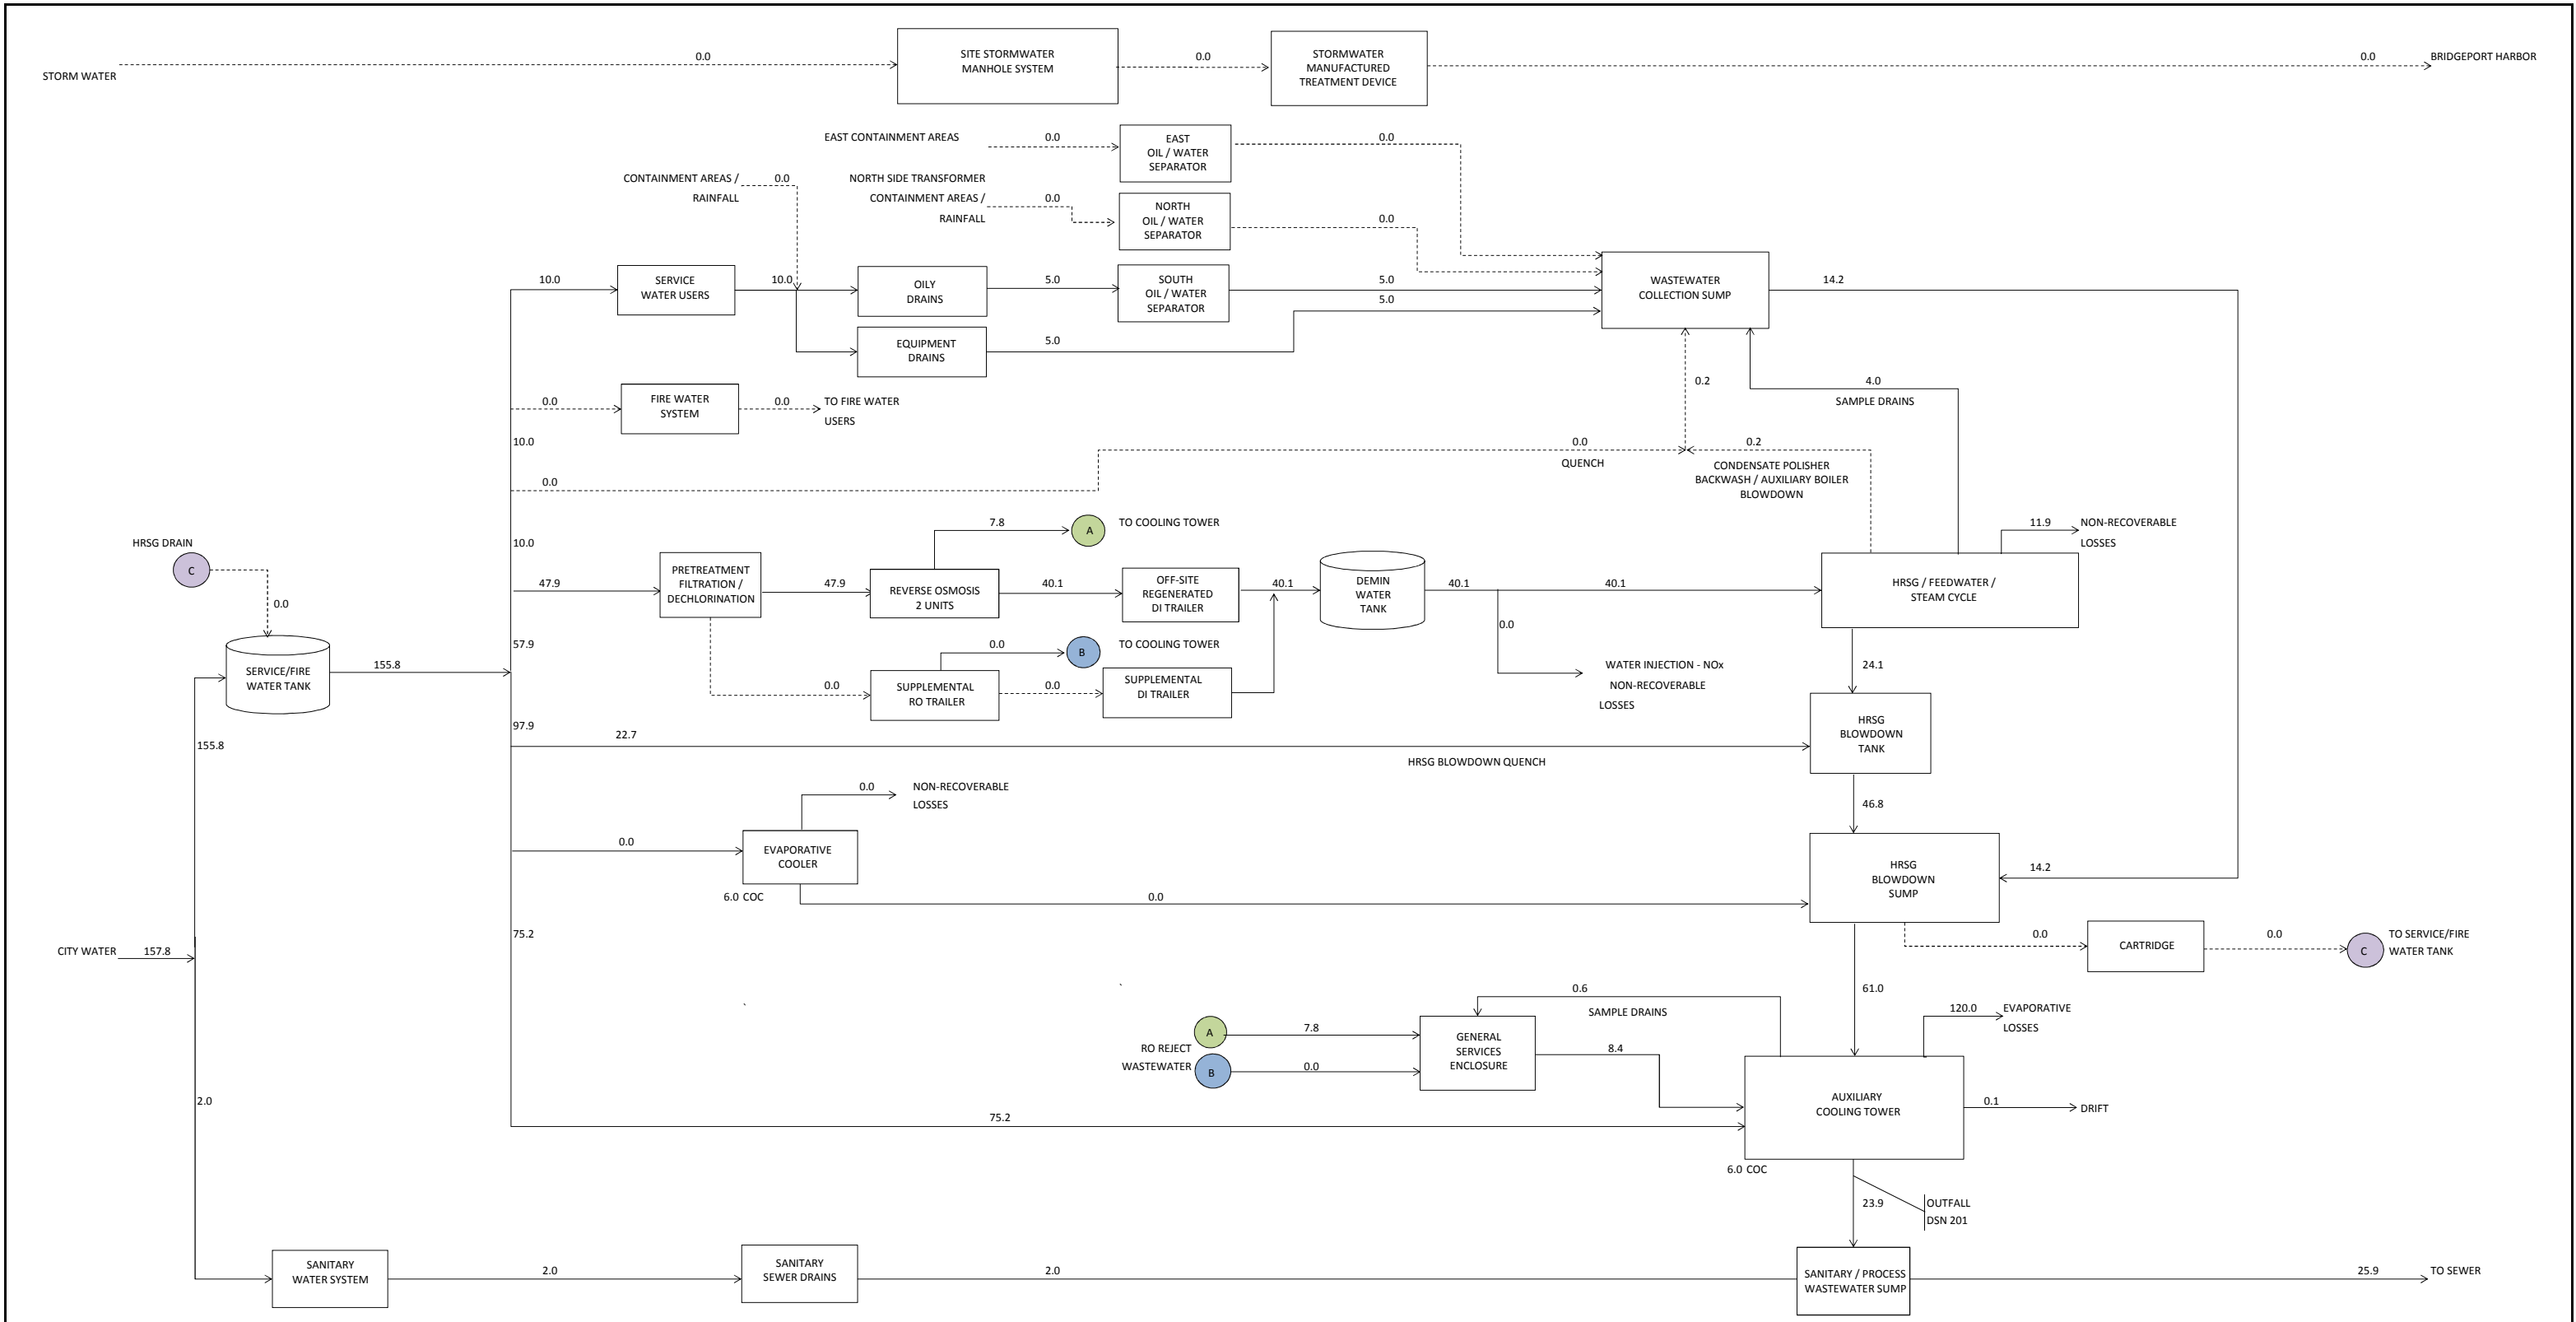 0.0
SITE STORMWATER
MANHOLE SYSTEM
0.0
STORMWATER
MANUFACTURED
TREATMENT DEVICE
0.0
BRIDGEPORT HARBOR
STORM WATER
EAST CONTAINMENT AREAS
0.0
EAST
OIL / WATER
SEPARATOR
0.0
CONTAINMENT AREAS /
RAINFALL
0.0
NORTH SIDE TRANSFORMER
CONTAINMENT AREAS /
RAINFALL
0.0
NORTH
OIL / WATER
SEPARATOR
0.0
10.0
SERVICE
WATER USERS
10.0
OILY
DRAINS
5.0
SOUTH
OIL / WATER
SEPARATOR
5.0
5.0
WASTEWATER
COLLECTION SUMP
14.2
EQUIPMENT
DRAINS
5.0
0.0
FIRE WATER
SYSTEM
0.0
TO FIRE WATER
USERS
0.2
4.0
SAMPLE DRAINS
10.0
0.0
QUENCH
0.2
CONDENSATE POLISHER
BACKWASH / AUXILIARY BOILER
BLOWDOWN
0.0
HRSG DRAIN
C
0.0
10.0
7.8
A
TO COOLING TOWER
11.9
NON-RECOVERABLE
LOSSES
47.9
PRETREATMENT
FILTRATION /
DECHLORINATION
47.9
REVERSE OSMOSIS
2 UNITS
40.1
OFF-SITE
REGENERATED
DI TRAILER
40.1
DEMIN
WATER
TANK
40.1
40.1
HRSG / FEEDWATER /
STEAM CYCLE
0.0
57.9
0.0
B
TO COOLING TOWER
SERVICE/FIRE
WATER TANK
155.8
0.0
SUPPLEMENTAL
RO TRAILER
0.0
SUPPLEMENTAL
DI TRAILER
WATER INJECTION - NOx
NON-RECOVERABLE
LOSSES
24.1
97.9
22.7
HRSG BLOWDOWN QUENCH
HRSG
BLOWDOWN
TANK
155.8
0.0
NON-RECOVERABLE
LOSSES
46.8
0.0
EVAPORATIVE
COOLER
6.0 COC
0.0
HRSG
BLOWDOWN
SUMP
14.2
75.2
0.0
CARTRIDGE
0.0
C
TO SERVICE/FIRE
WATER TANK
CITY WATER
157.8
61.0
0.6
SAMPLE DRAINS
120.0
EVAPORATIVE
LOSSES
A
7.8
RO REJECT
WASTEWATER
B
0.0
GENERAL
SERVICES
ENCLOSURE
8.4
AUXILIARY
COOLING TOWER
0.1
DRIFT
2.0
75.2
6.0 COC
23.9
OUTFALL
DSN 201
SANITARY
WATER SYSTEM
2.0
SANITARY
SEWER DRAINS
2.0
SANITARY / PROCESS
WASTEWATER SUMP
25.9
TO SEWER